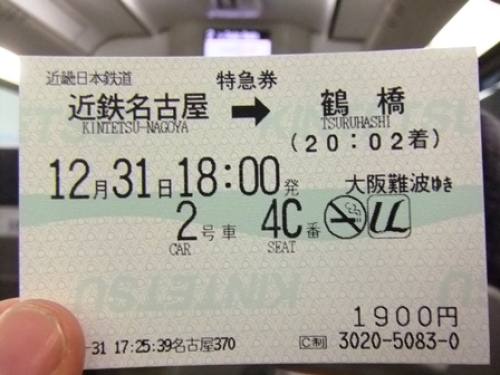 近畿日本鉄道 特急券
近鉄名古屋 ➡ 鶴橋
KINTETSU-NAGOYA TSURUHASHI
(20:02着)
12月31日18:00発 大阪難波ゆき
2号車 4C番
CAR SEAT
KINTETSU
1900円
-31 17:25:39名古屋370 C制 3020-5083-0